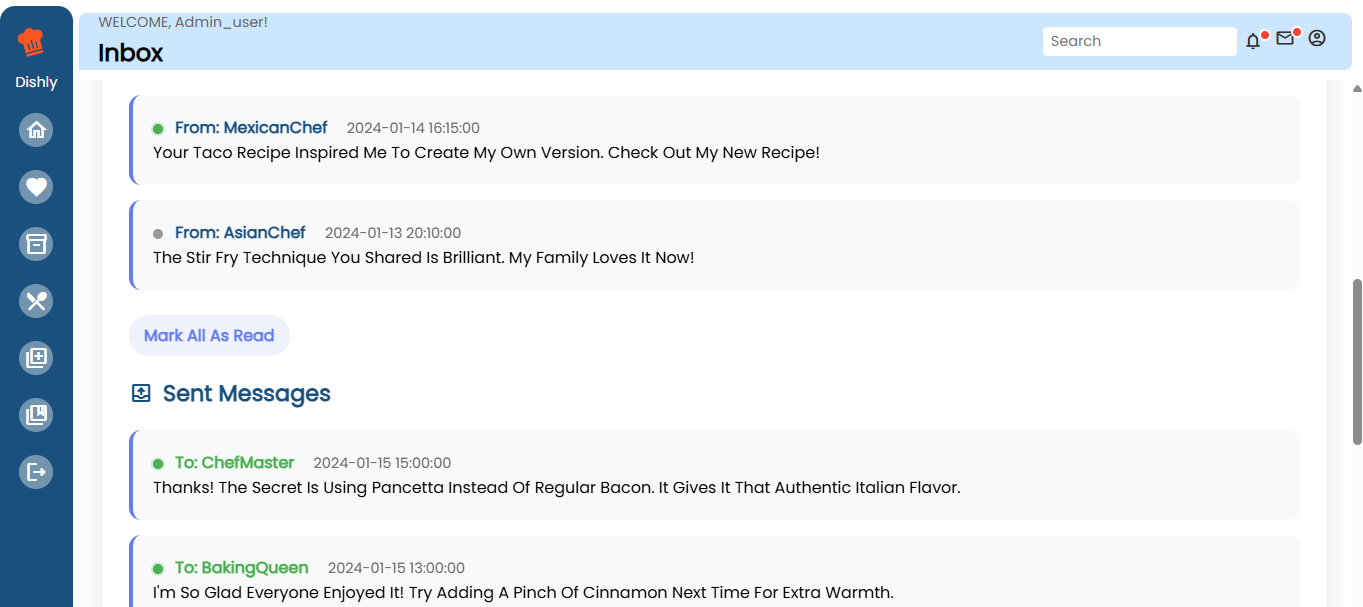 WELCOME, Admin_user!
Inbox
Search
Dishly
From: MexicanChef 2024-01-14 16:15:00
Your Taco Recipe Inspired Me To Create My Own Version. Check Out My New Recipe!
From: AsianChef 2024-01-13 20:10:00
The Stir Fry Technique You Shared Is Brilliant. My Family Loves It Now!
Mark All As Read
Sent Messages
To: ChefMaster 2024-01-15 15:00:00
Thanks! The Secret Is Using Pancetta Instead Of Regular Bacon. It Gives It That Authentic Italian Flavor.
To: BakingQueen 2024-01-15 13:00:00
I'm So Glad Everyone Enjoyed It! Try Adding A Pinch Of Cinnamon Next Time For Extra Warmth.